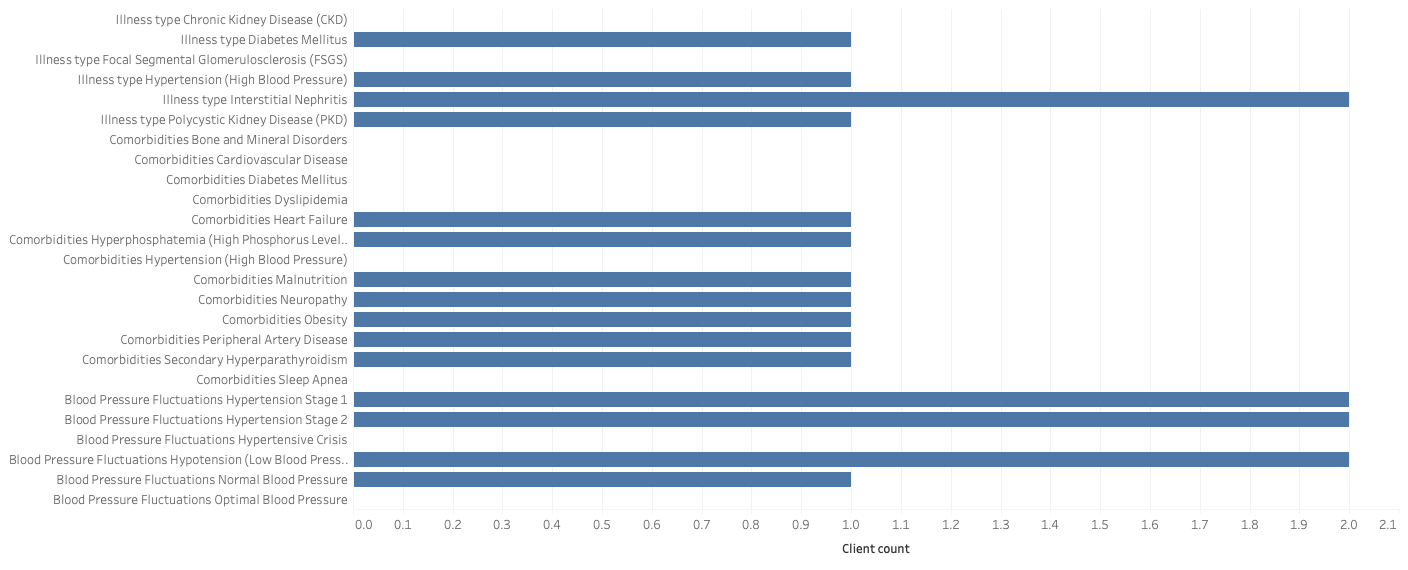 Illness type Chronic Kidney Disease (CKD)
Illness type Diabetes Mellitus
Illness type Focal Segmental Glomerulosclerosis (FSGS)
Illness type Hypertension (High Blood Pressure)
Illness type Interstitial Nephritis
Illness type Polycystic Kidney Disease (PKD)
Comorbidities Bone and Mineral Disorders
Comorbidities Cardiovascular Disease
Comorbidities Diabetes Mellitus
Comorbidities Dyslipidemia
Comorbidities Heart Failure
Comorbidities Hyperphosphatemia (High Phosphorus Level..
Comorbidities Hypertension (High Blood Pressure)
Comorbidities Malnutrition
Comorbidities Neuropathy
Comorbidities Obesity
Comorbidities Peripheral Artery Disease
Comorbidities Secondary Hyperparathyroidism
Comorbidities Sleep Apnea
Blood Pressure Fluctuations Hypertension Stage 1
Blood Pressure Fluctuations Hypertension Stage 2
Blood Pressure Fluctuations Hypertensive Crisis
Blood Pressure Fluctuations Hypotension (Low Blood Press..
Blood Pressure Fluctuations Normal Blood Pressure
Blood Pressure Fluctuations Optimal Blood Pressure
0.0 0.1 0.2 0.3 0.4 0.5 0.6 0.7 0.8 0.9 1.0 1.1 1.2 1.3 1.4 1.5 1.6 1.7 1.8 1.9 2.0 2.1
Client count